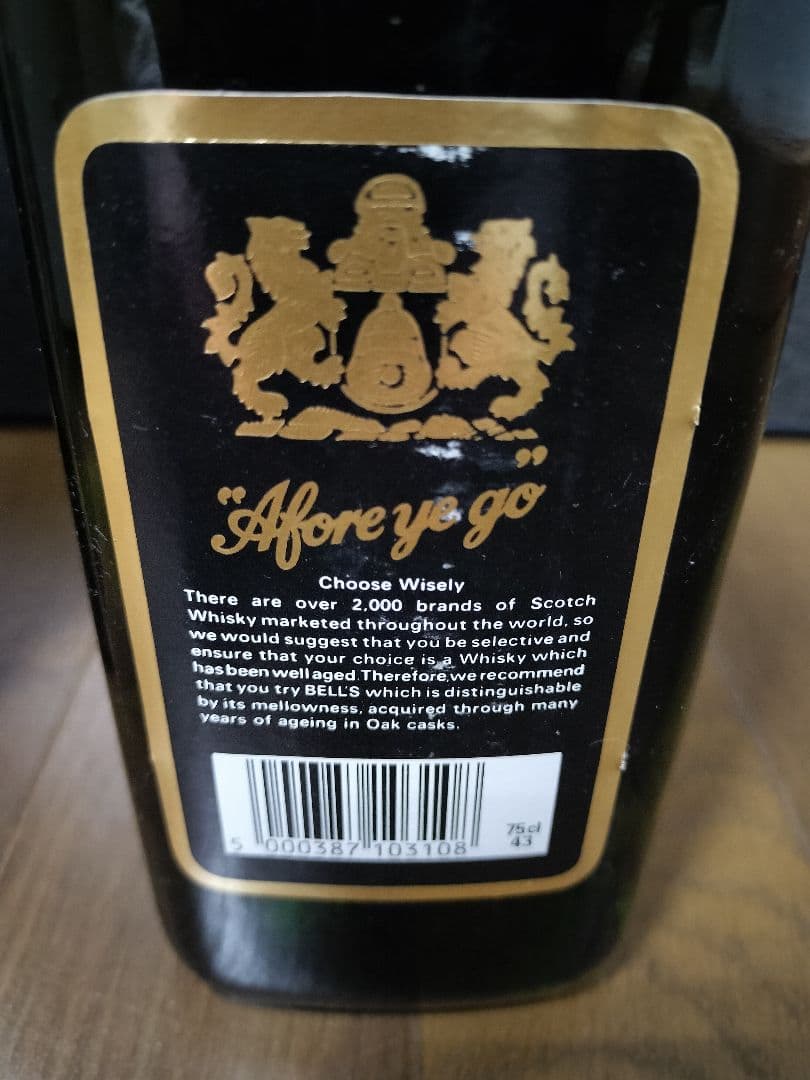 "Afore ye go"
Choose Wisely
There are over 2,000 brands of Scotch
Whisky marketed throughout the world, so
we would suggest that you be selective and
ensure that your choice is a Whisky which
has been well aged. Therefore, we recommend
that you try BELL'S which is distinguishable
by its mellowness, acquired through many
years of ageing in Oak casks.
75cl
43
5 000387 103108